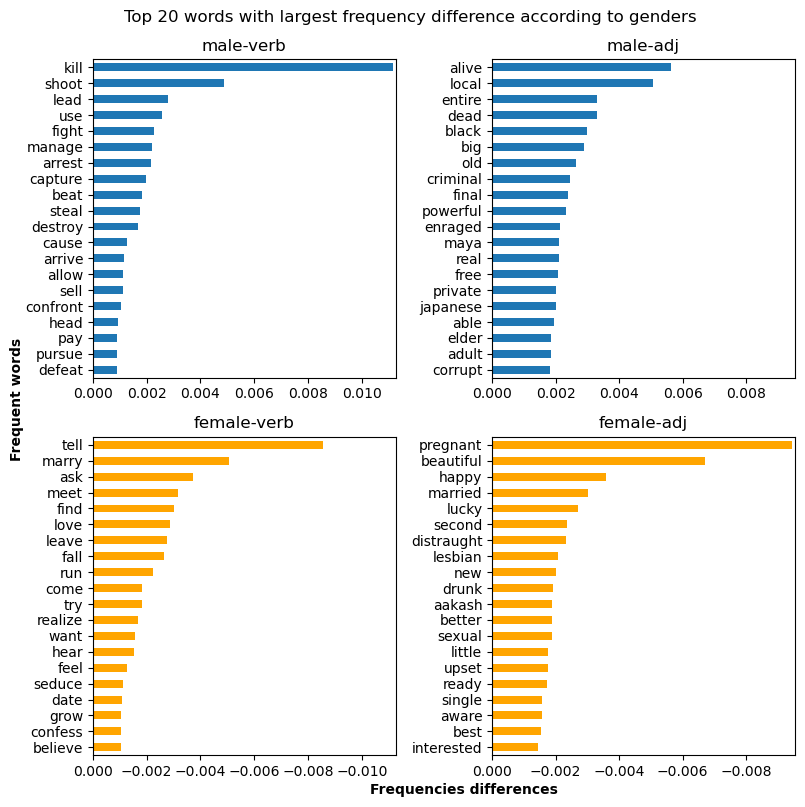 Top 20 words with largest frequency difference according to genders
male-verb
kill
shoot
lead
use
fight
manage
arrest
capture
beat
steal
destroy
cause
arrive
allow
sell
confront
head
pay
pursue
defeat
0.000 0.002 0.004 0.006 0.008 0.010
male-adj
alive
local
entire
dead
black
big
old
criminal
final
powerful
enraged
maya
real
free
private
japanese
able
elder
adult
corrupt
0.000 0.002 0.004 0.006 0.008
Frequent words
female-verb
tell
marry
ask
meet
find
love
leave
fall
run
come
try
realize
want
hear
feel
seduce
date
grow
confess
believe
0.000 −0.002 −0.004 −0.006 −0.008 −0.010
female-adj
pregnant
beautiful
happy
married
lucky
second
distraught
lesbian
new
drunk
aakash
better
sexual
little
upset
ready
single
aware
best
interested
0.000 −0.002 −0.004 −0.006 −0.008
Frequencies differences